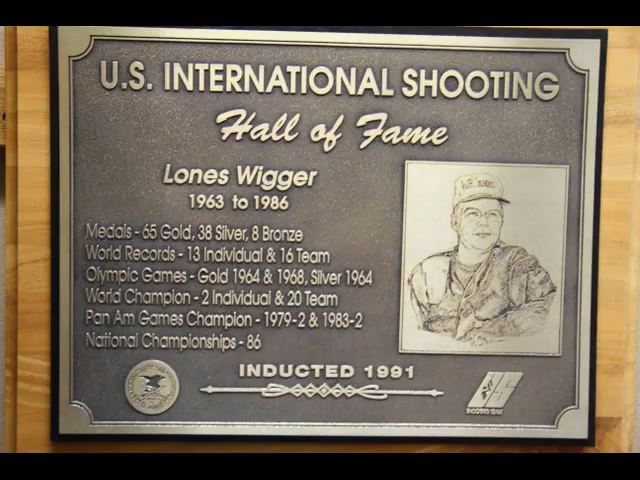 U.S. INTERNATIONAL SHOOTING
Hall of Fame
Lones Wigger
1963 to 1986
Medals - 65 Gold, 38 Silver, 8 Bronze
World Records - 13 Individual & 16 Team
Olympic Games - Gold 1964 & 1968, Silver 1964
World Champion - 2 Individual & 20 Team
Pan Am Games Champion - 1979-2 & 1983-2
National Championships - 86
INDUCTED 1991